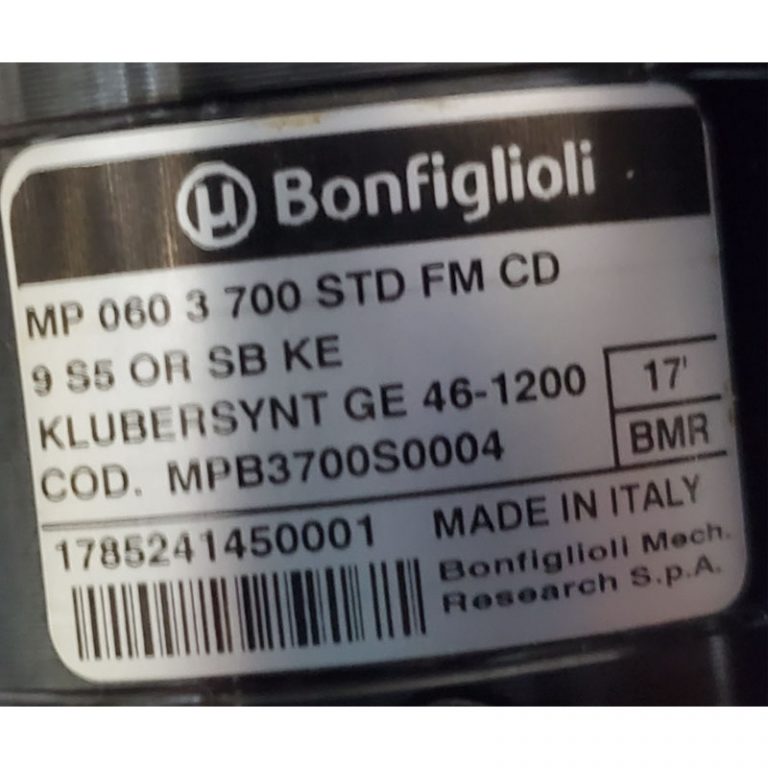 μ Bonfiglioli
MP 060 3 700 STD FM CD
9 S5 OR SB KE
KLUBERSYNT GE 46-1200
17'
COD. MPB3700S0004
BMR
1785241450001
MADE IN ITALY
Bonfiglioli Mech.
Research S.p.A.